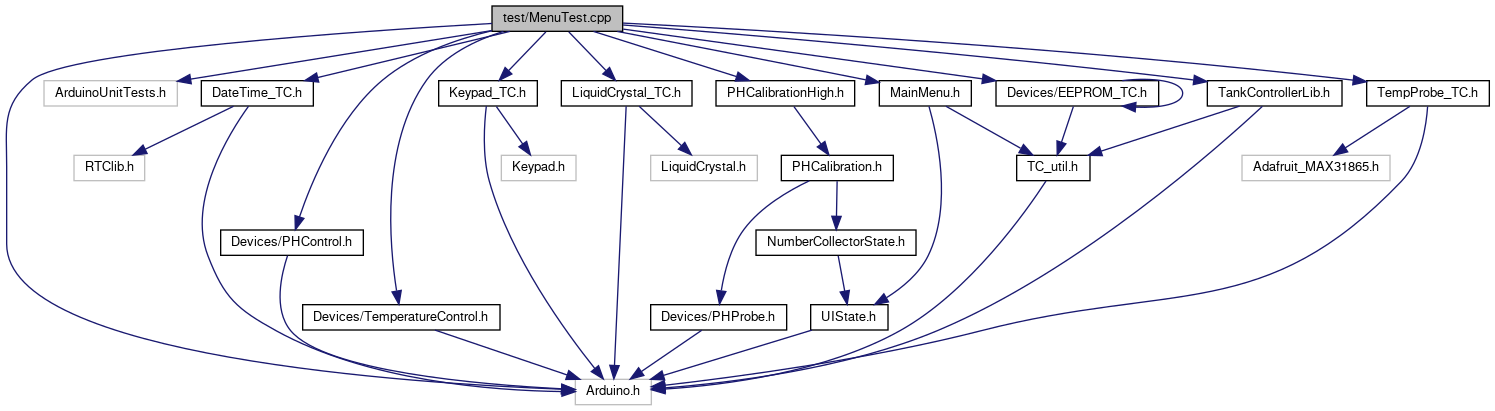 test/MenuTest.cpp
ArduinoUnitTests.h
DateTime_TC.h
Keypad_TC.h
LiquidCrystal_TC.h
PHCalibrationHigh.h
MainMenu.h
Devices/EEPROM_TC.h
TankControllerLib.h
TempProbe_TC.h
RTClib.h
Keypad.h
LiquidCrystal.h
PHCalibration.h
TC_util.h
Adafruit_MAX31865.h
Devices/PHControl.h
NumberCollectorState.h
Devices/TemperatureControl.h
Devices/PHProbe.h
UIState.h
Arduino.h